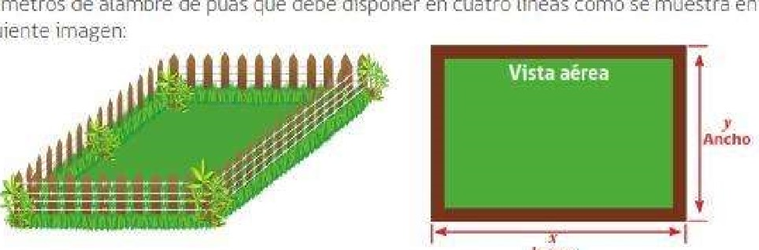 metros de alambre de púas que debe disponer en cuatro líneas como se muestra en
uiente imagen:
Vista aérea
y
Ancho
x